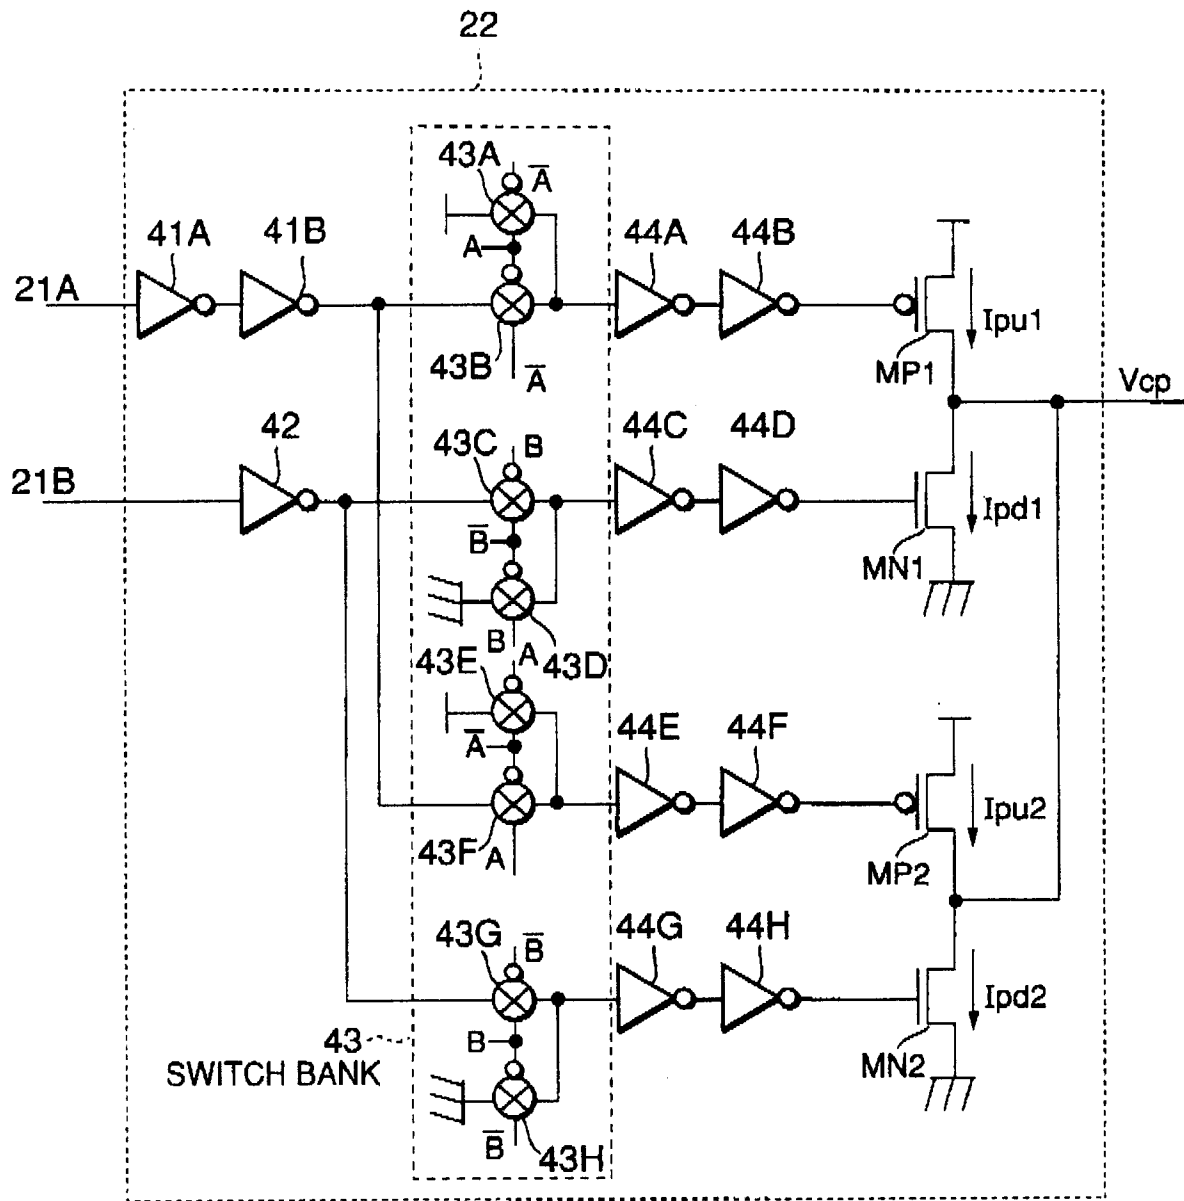 22
43A
A̅
41A
41B
A
44A
44B
21A
43B
A̅
Ipu1
MP1
Vcp
42
43C
B
44C
44D
21B
B̅
Ipd1
MN1
B
A
43E
43D
A̅
44E
44F
43F
A
Ipu2
MP2
43G
B̅
44G
44H
43
B
SWITCH BANK
Ipd2
MN2
B̅
43H